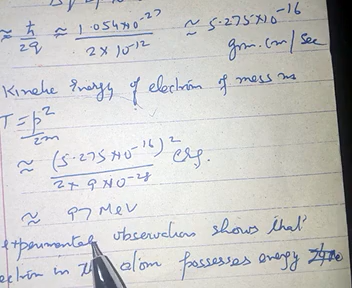 ≈ ħ/2q ≈ 1.054×10⁻²⁷ / 2×10⁻¹² ≈ 5.275×10⁻¹⁶
gm.cm/sec
Kinetic Energy of electron of mess m
T = p²/2m
≈ (5.275×10⁻¹⁶)² / 2×9×10⁻²⁸ erg.
≈ 97 MeV
experimental observation shows that
electron in the atom possesses energy